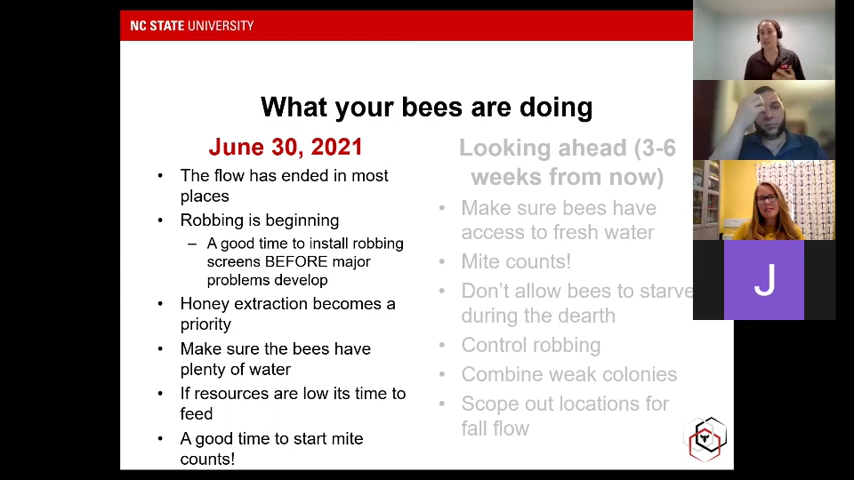 NC STATE UNIVERSITY
What your bees are doing
June 30, 2021
• The flow has ended in most
places
• Robbing is beginning
– A good time to install robbing
screens BEFORE major
problems develop
• Honey extraction becomes a
priority
• Make sure the bees have
plenty of water
• If resources are low its time to
feed
• A good time to start mite
counts!
Looking ahead (3-6
weeks from now)
• Make sure bees have
access to fresh water
• Mite counts!
• Don't allow bees to starve
during the dearth
• Control robbing
• Combine weak colonies
• Scope out locations for
fall flow
J